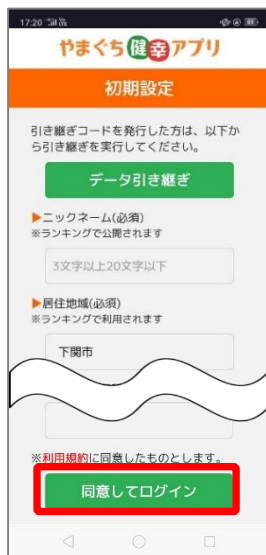 17:20
やまぐち健幸アプリ
初期設定
引き継ぎコードを発行した方は、以下か
ら引き継ぎを実行してください。
データ引き継ぎ
▶ニックネーム(必須)
※ランキングで公開されます
3文字以上20文字以下
▶居住地域(必須)
※ランキングで利用されます
下関市
※利用規約に同意したものとします。
同意してログイン